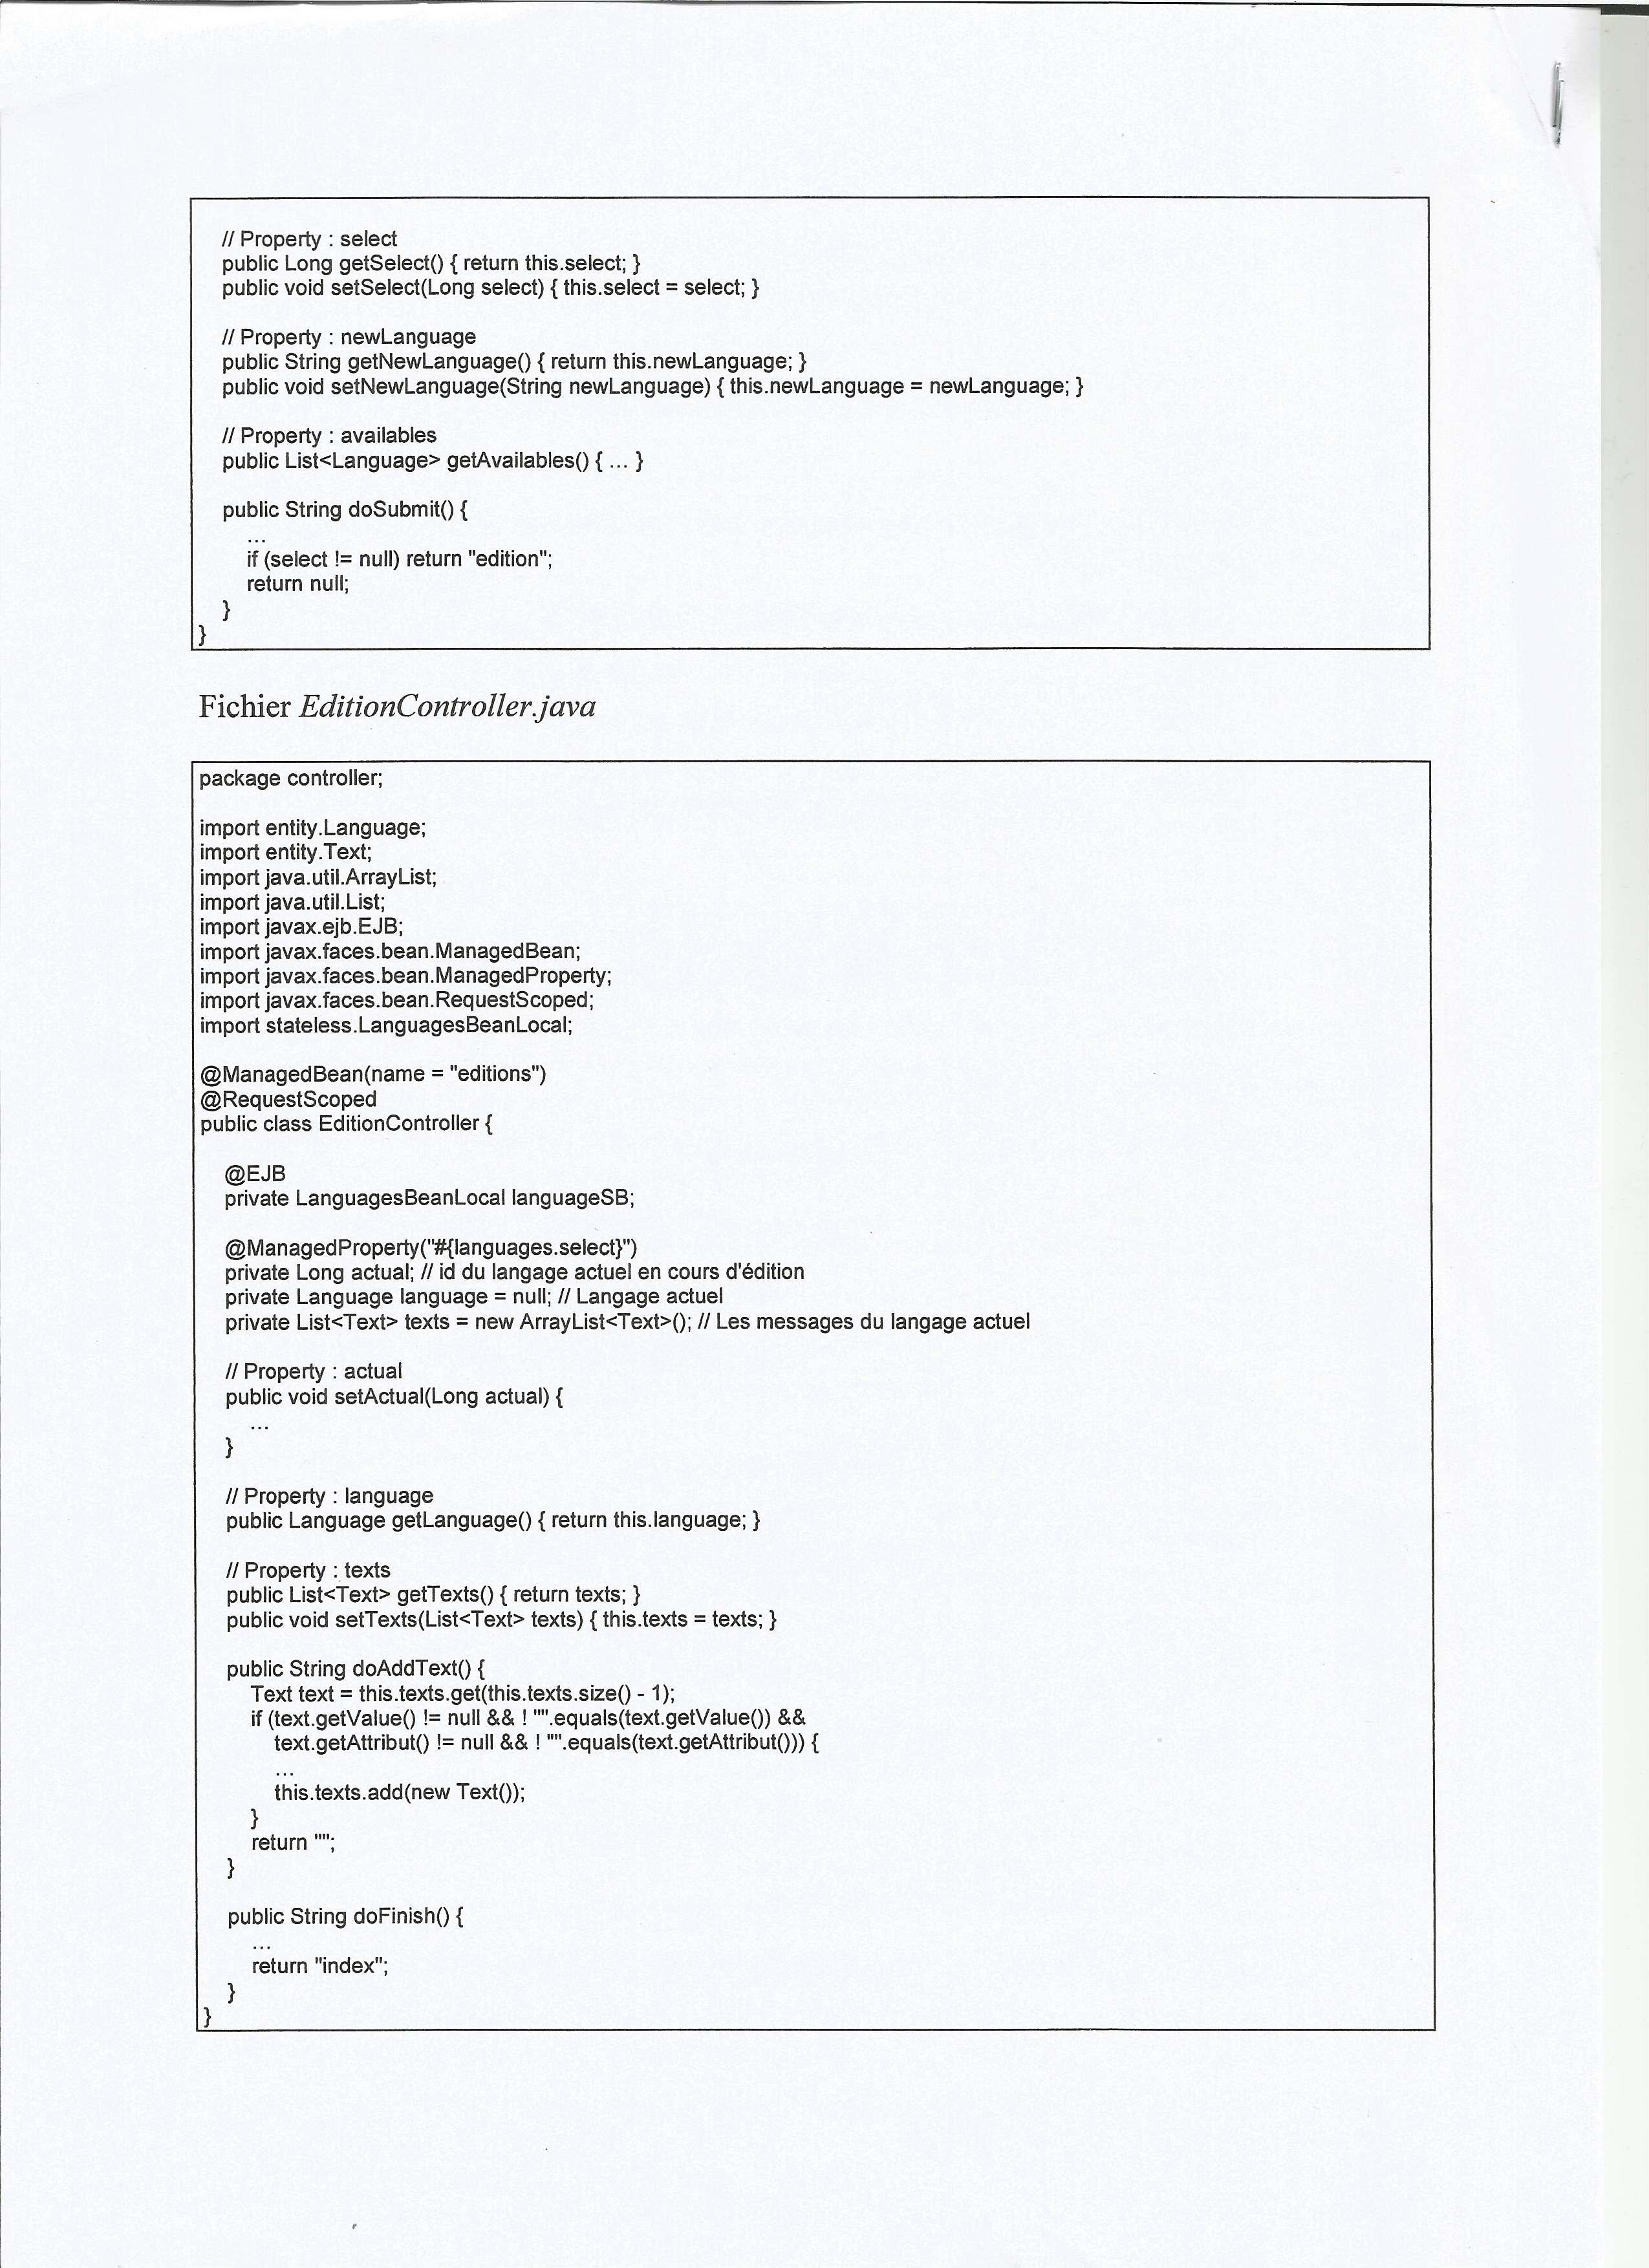 // Property : select
public Long getSelect() { return this.select; }
public void setSelect(Long select) { this.select = select; }
// Property : newLanguage
public String getNewLanguage() { return this.newLanguage; }
public void setNewLanguage(String newLanguage) { this.newLanguage = newLanguage; }
// Property : availables
public List<Language> getAvailables() { ... }
public String doSubmit() {
...
if (select != null) return "edition";
return null;
}
}
Fichier EditionController.java
package controller;
import entity.Language;
import entity.Text;
import java.util.ArrayList;
import java.util.List;
import javax.ejb.EJB;
import javax.faces.bean.ManagedBean;
import javax.faces.bean.ManagedProperty;
import javax.faces.bean.RequestScoped;
import stateless.LanguagesBeanLocal;
@ManagedBean(name = "editions")
@RequestScoped
public class EditionController {
@EJB
private LanguagesBeanLocal languageSB;
@ManagedProperty("#{languages.select}")
private Long actual; // id du langage actuel en cours d'édition
private Language language = null; // Langage actuel
private List<Text> texts = new ArrayList<Text>(); // Les messages du langage actuel
// Property : actual
public void setActual(Long actual) {
...
}
// Property : language
public Language getLanguage() { return this.language; }
// Property : texts
public List<Text> getTexts() { return texts; }
public void setTexts(List<Text> texts) { this.texts = texts; }
public String doAddText() {
Text text = this.texts.get(this.texts.size() - 1);
if (text.getValue() != null && ! "".equals(text.getValue()) &&
text.getAttribut() != null && ! "".equals(text.getAttribut())) {
...
this.texts.add(new Text());
}
return "";
}
public String doFinish() {
...
return "index";
}
}